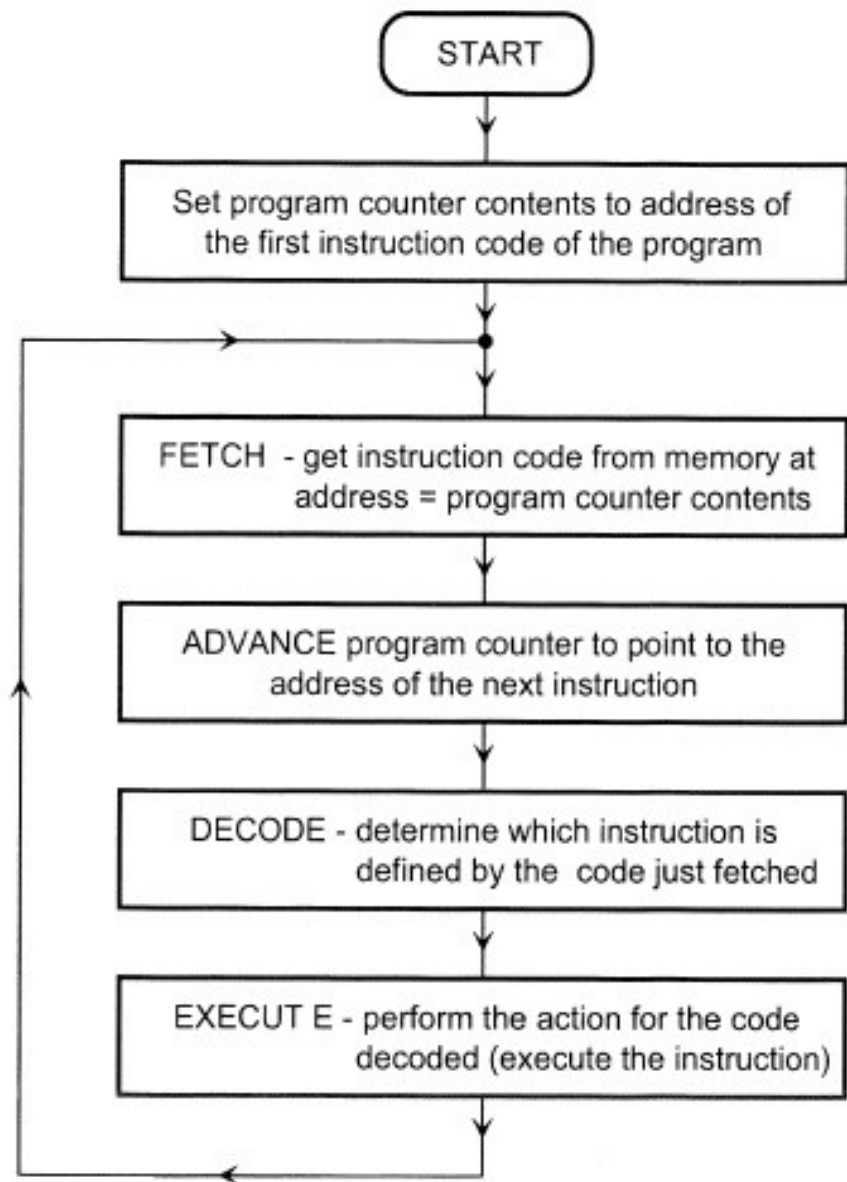 START
Set program counter contents to address of
the first instruction code of the program
FETCH - get instruction code from memory at
address = program counter contents
ADVANCE program counter to point to the
address of the next instruction
DECODE - determine which instruction is
defined by the code just fetched
EXECUT E - perform the action for the code
decoded (execute the instruction)